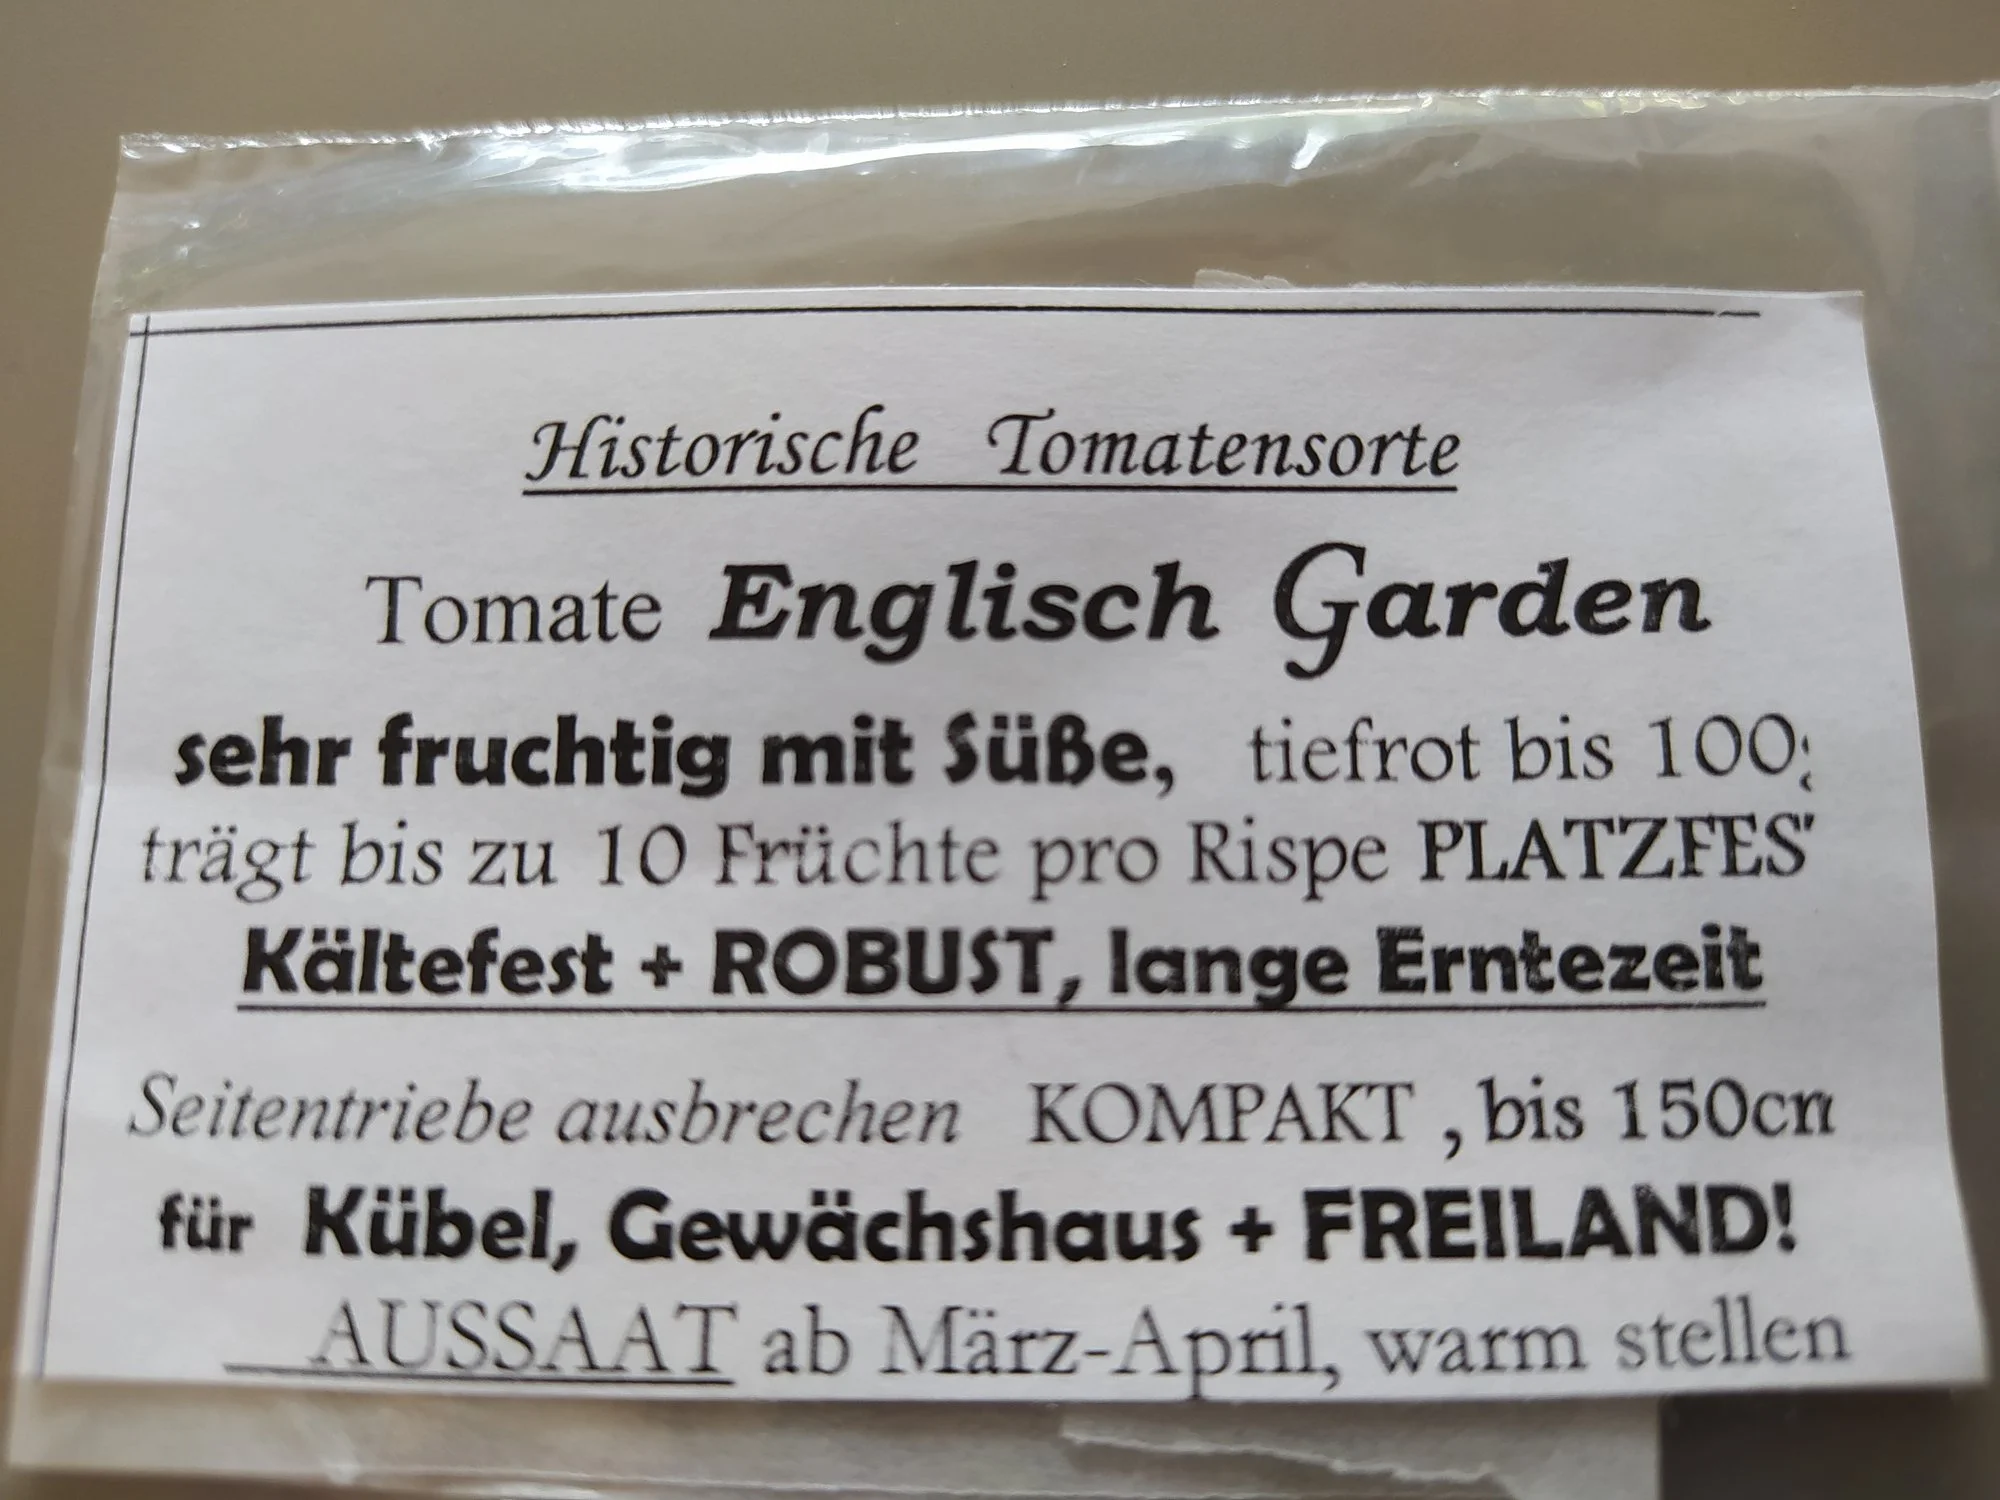 Historische Tomatensorte
Tomate Englisch Garden
sehr fruchtig mit Süße, tiefrot bis 100
trägt bis zu 10 Früchte pro Rispe PLATZFES
Kältefest + ROBUST, lange Erntezeit
Seitentriebe ausbrechen KOMPAKT , bis 150cm
für Kübel, Gewächshaus + FREILAND!
AUSSAAT ab März-April, warm stellen